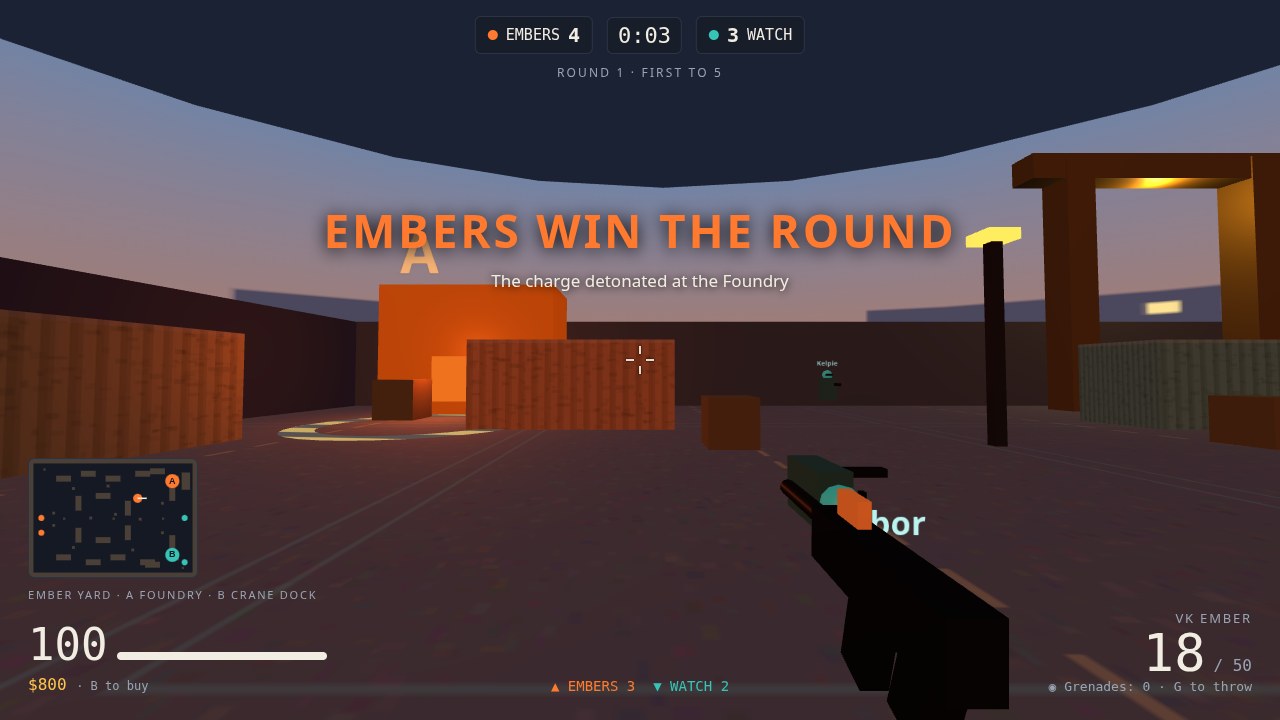 EMBERS 4
0:03
3 WATCH
ROUND 1 · FIRST TO 5
EMBERS WIN THE ROUND
A
The charge detonated at the Foundry
Kelpie
bor
A
B
EMBER YARD · A FOUNDRY · B CRANE DOCK
100
$800 · B to buy
▲ EMBERS 3 ▼ WATCH 2
VK EMBER
18 / 50
◉ Grenades: 0 · G to throw